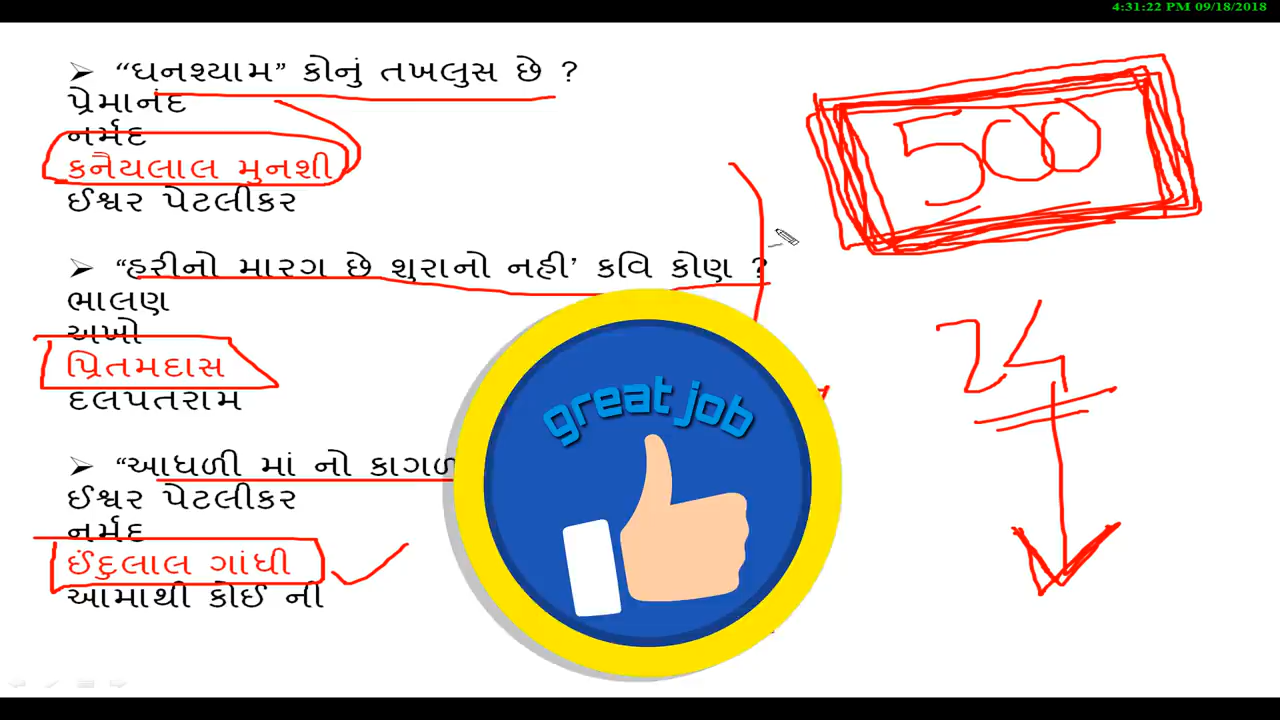 4:31:22 PM 09/18/2018
➢ “ઘનશ્યામ” કોનું તખલુસ છે ?
પ્રેમાનંદ
નર્મદ
કનૈયલાલ મુનશી
ઈશ્વર પેટલીકર
500
➢ “હરીનો મારગ છે શુરાનો નહી’ કવિ કોણ ?
ભાલણ
અખો
પ્રિતમદાસ
દલપતરામ
great job
➢ “આધળી માં નો કાગળ
ઈશ્વર પેટલીકર
નર્મદ
ઈંદુલાલ ગાંધી
આમાથી કોઈ ની